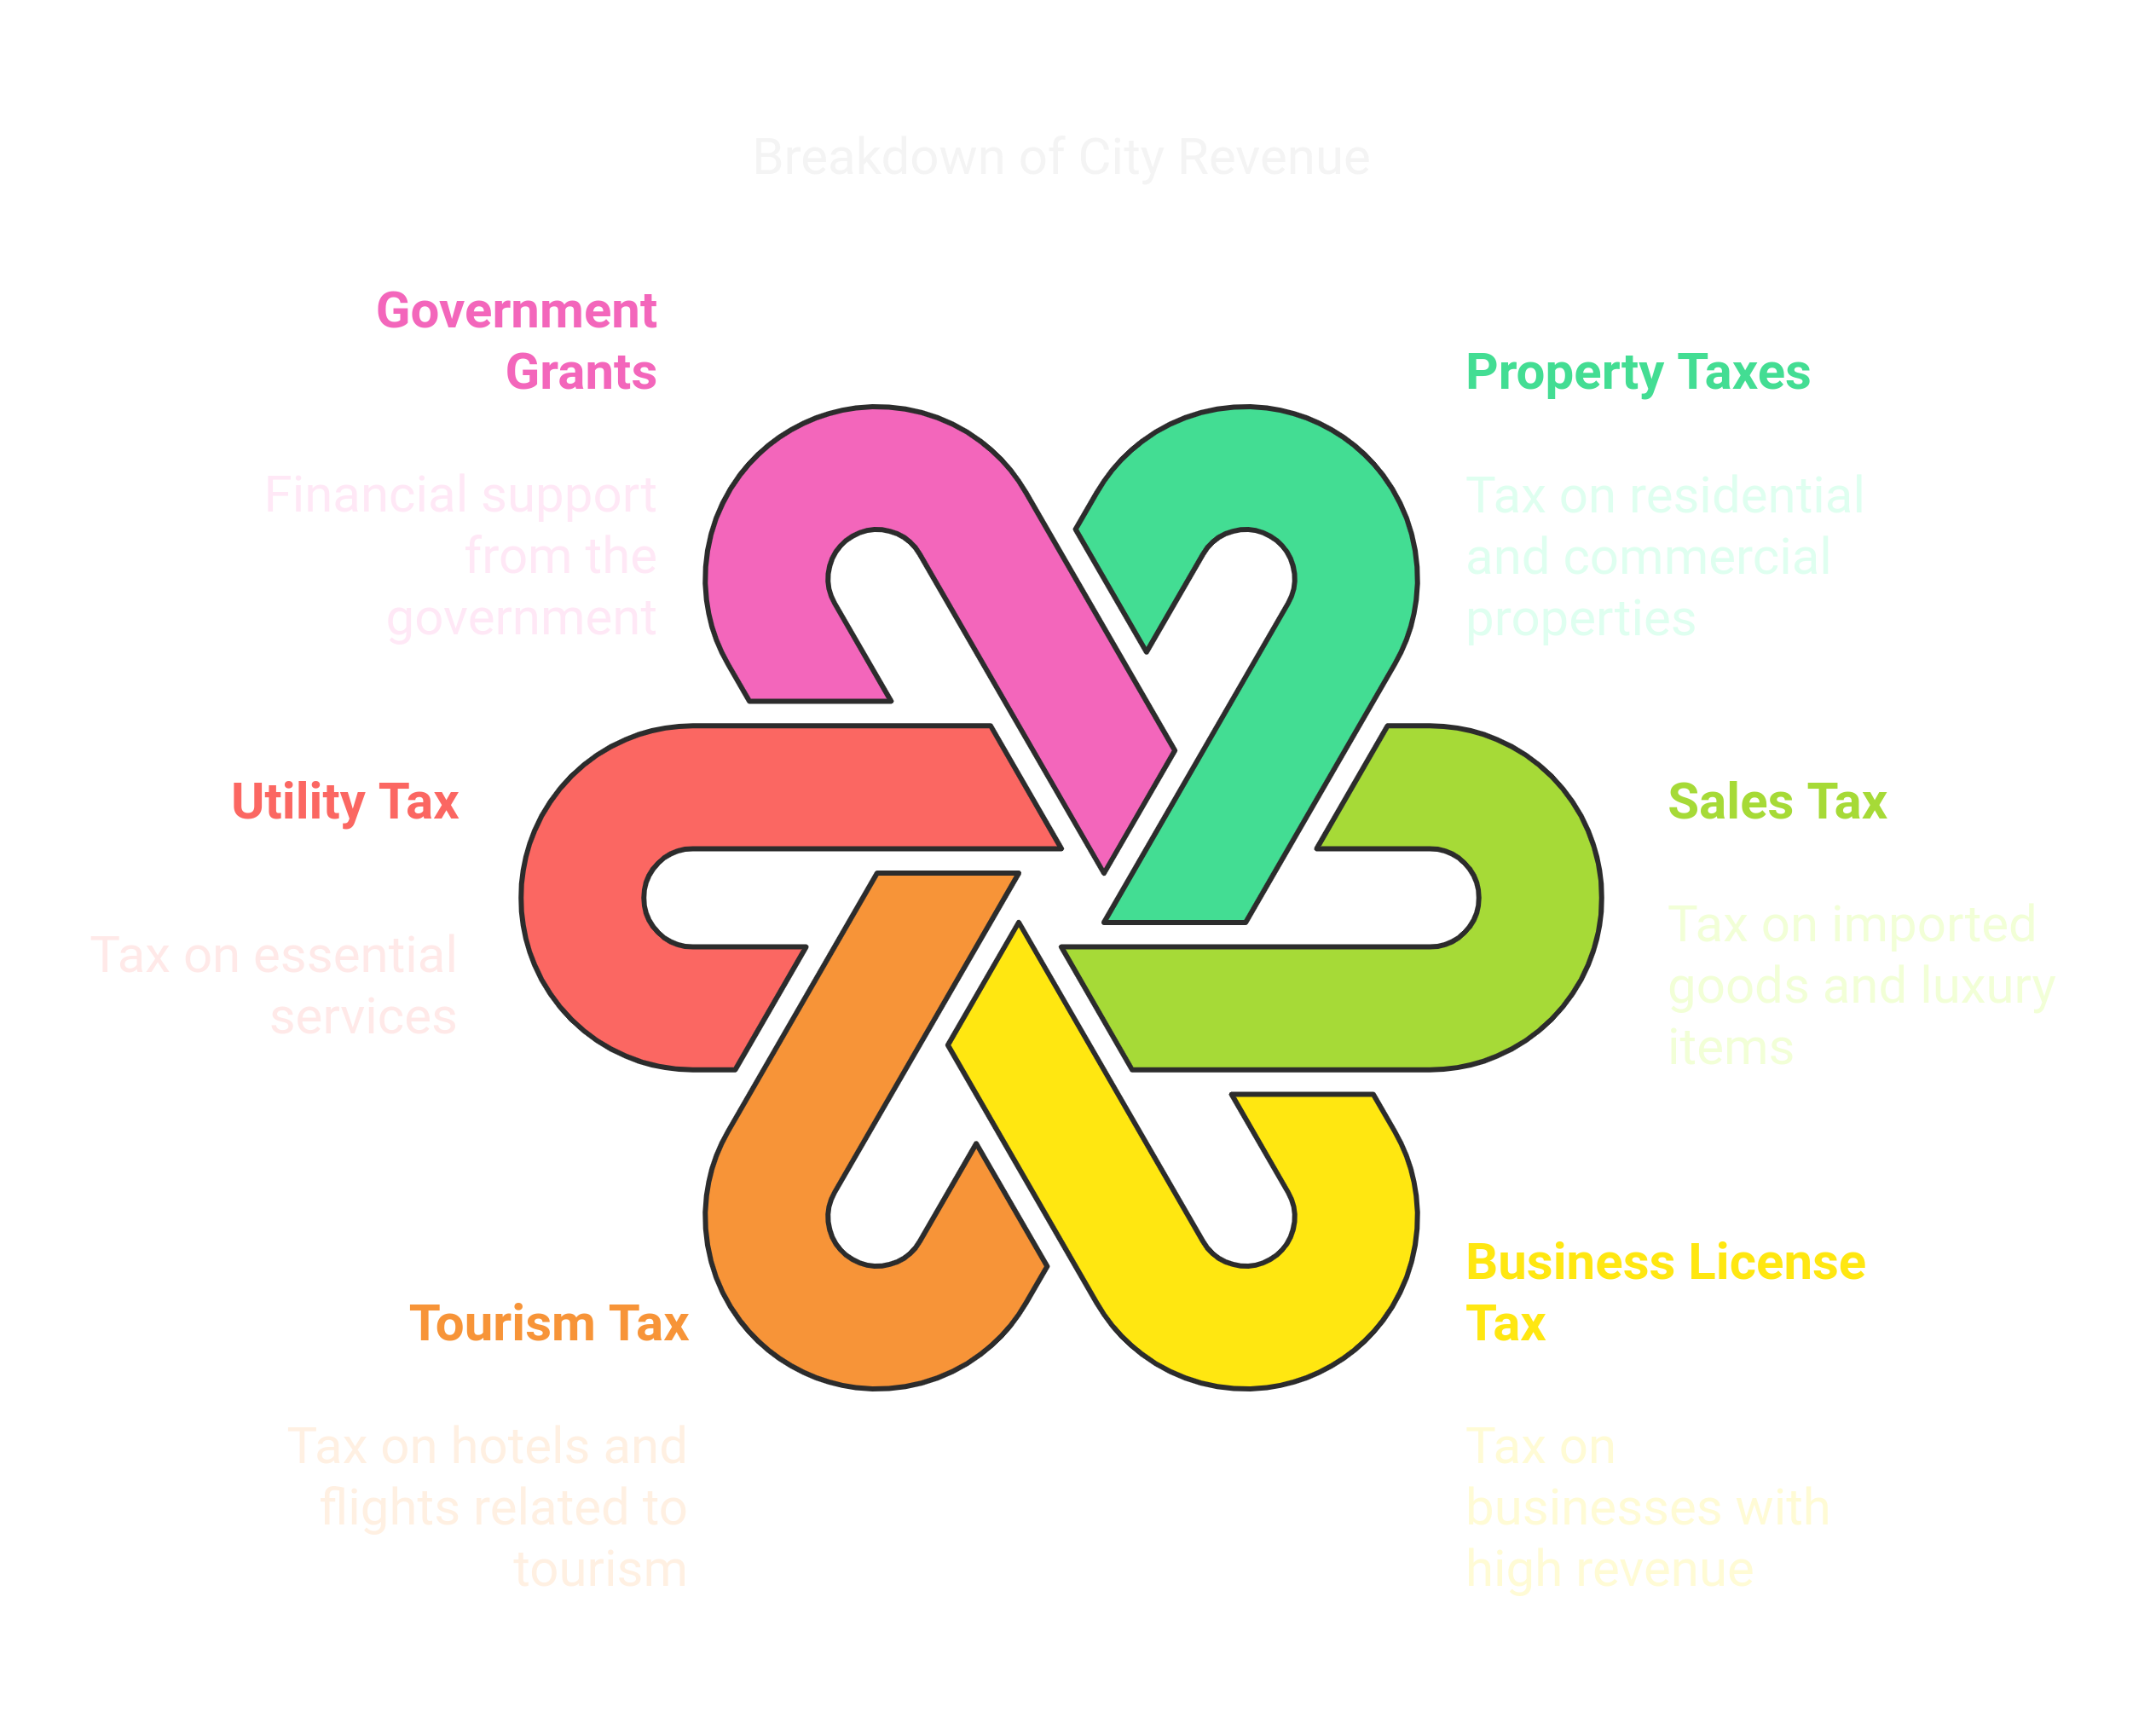 Breakdown of City Revenue
Government
Grants
Financial support
from the
government
Property Taxes
Tax on residential
and commercial
properties
Utility Tax
Tax on essential
services
Sales Tax
Tax on imported
goods and luxury
items
Tourism Tax
Tax on hotels and
flights related to
tourism
Business License
Tax
Tax on
businesses with
high revenue